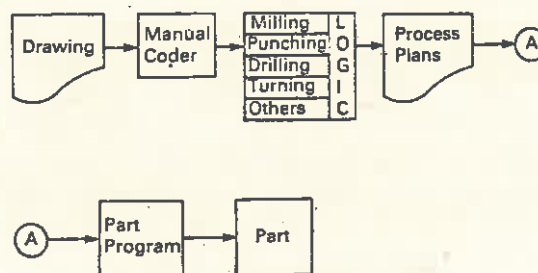 Drawing
Manual
Coder
Milling
Punching
Drilling
Turning
Others
L
O
G
I
C
Process
Plans
A
A
Part
Program
Part